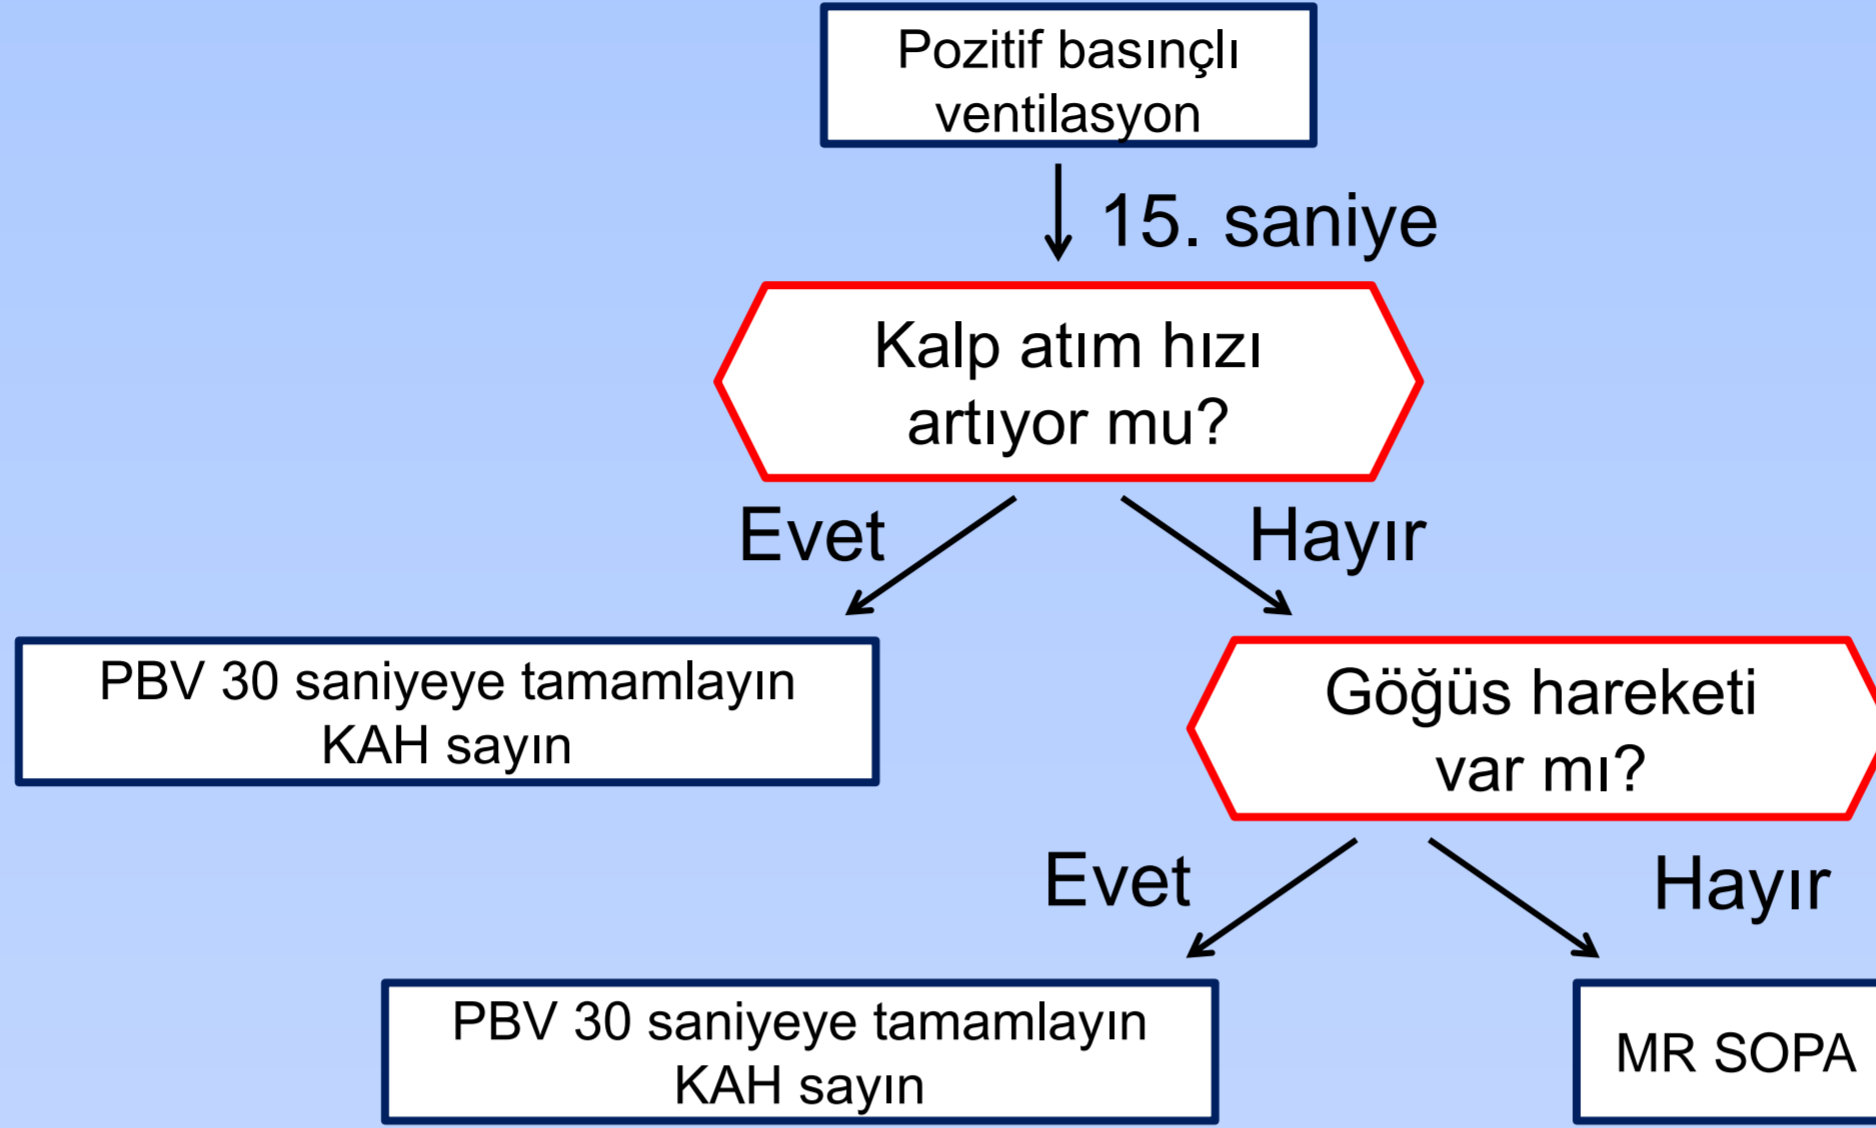 Pozitif basınçlı
ventilasyon
15. saniye
Kalp atım hızı
artıyor mu?
Evet
Hayır
PBV 30 saniyeye tamamlayın
KAH sayın
Göğüs hareketi
var mı?
Evet
Hayır
PBV 30 saniyeye tamamlayın
KAH sayın
MR SOPA